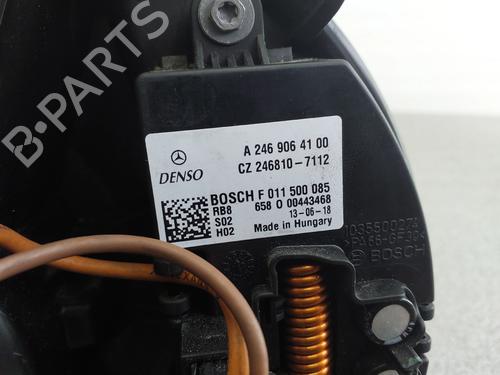 A 246 906 41 00
CZ 246810-7112
DENSO
BOSCH F 011 500 085
RB8 658 0 00443468
S02 13-06-18
H02 Made in Hungary
BOSCH
B-PARTS